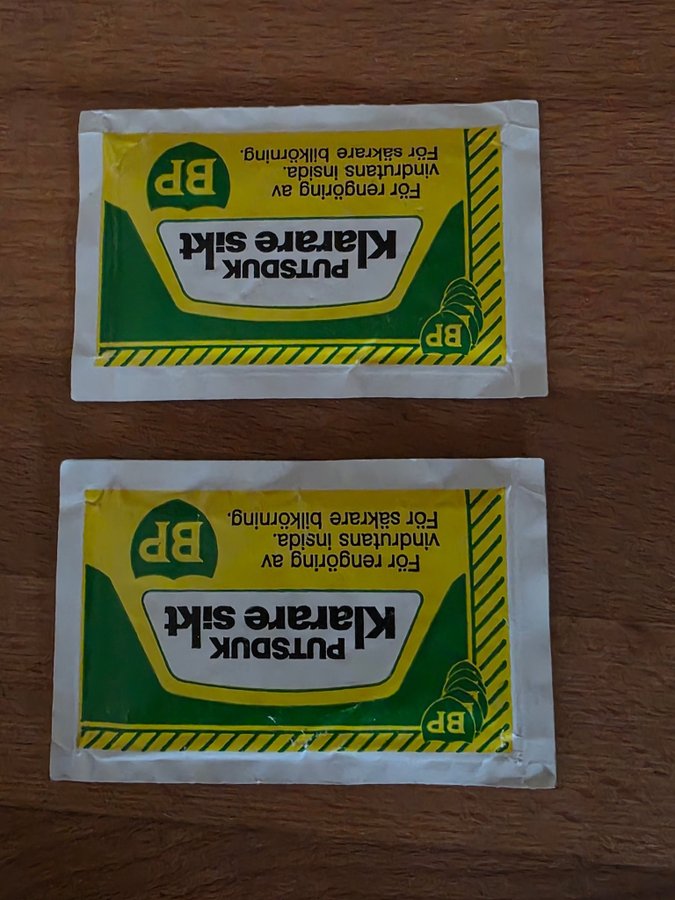 BP
PUTSDUK
Klarare sikt
För rengöring av
vindrutans insida.
För säkrare bilkörning.
BP
BP
PUTSDUK
Klarare sikt
För rengöring av
vindrutans insida.
För säkrare bilkörning.
BP